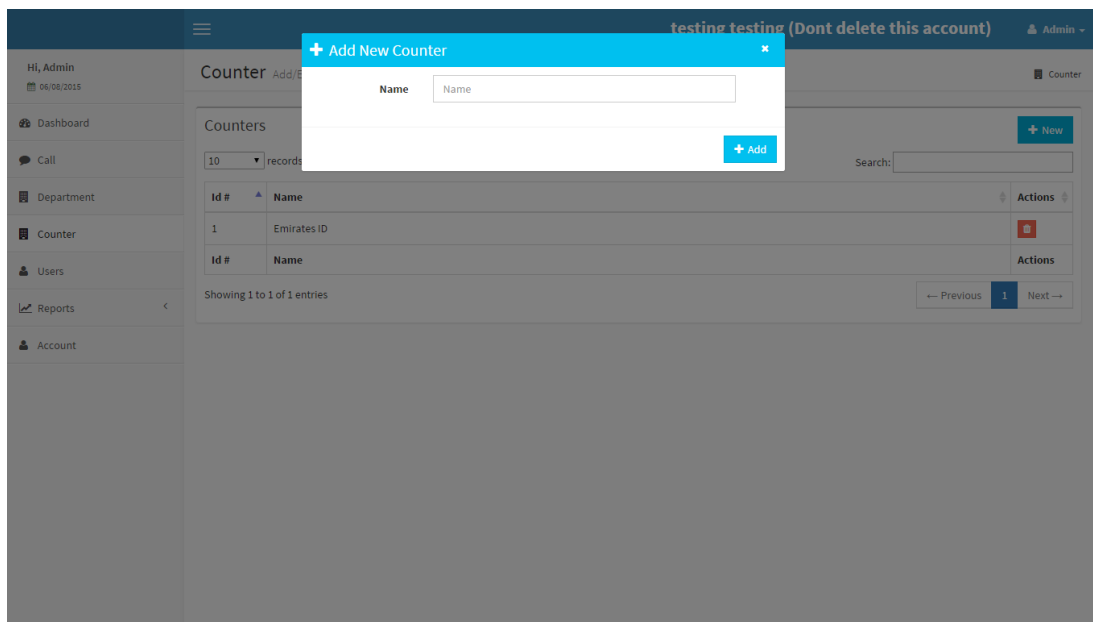 testing testing (Dont delete this account)
Admin
Add New Counter
×
Hi, Admin
06/08/2015
Counter Add/E
Counter
Name Name
Dashboard
Counters
+ New
+ Add
Call
10 records
Search:
Department
Id # Name Actions
Counter
1 Emirates ID
Id # Name Actions
Users
Showing 1 to 1 of 1 entries
← Previous 1 Next →
Reports
Account